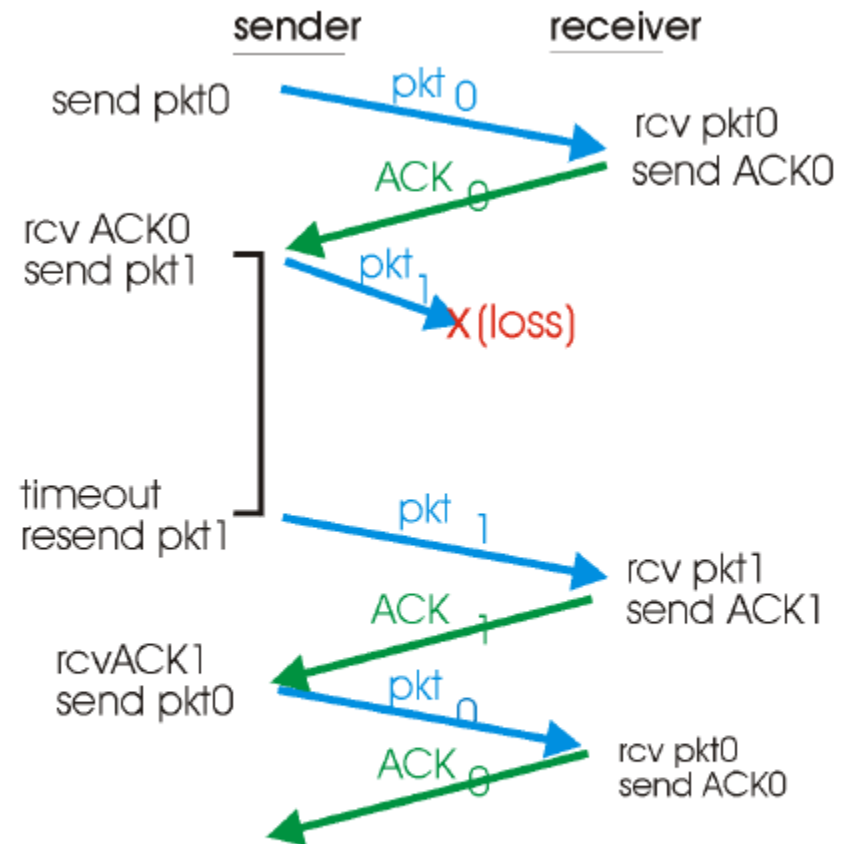 sender
receiver
send pkt0
pkt 0
rcv pkt0
send ACK0
ACK 0
rcv ACK0
send pkt1
pkt 1
X (loss)
timeout
resend pkt1
pkt 1
rcv pkt1
send ACK1
ACK 1
rcvACK1
send pkt0
pkt 0
rcv pkt0
send ACK0
ACK 0